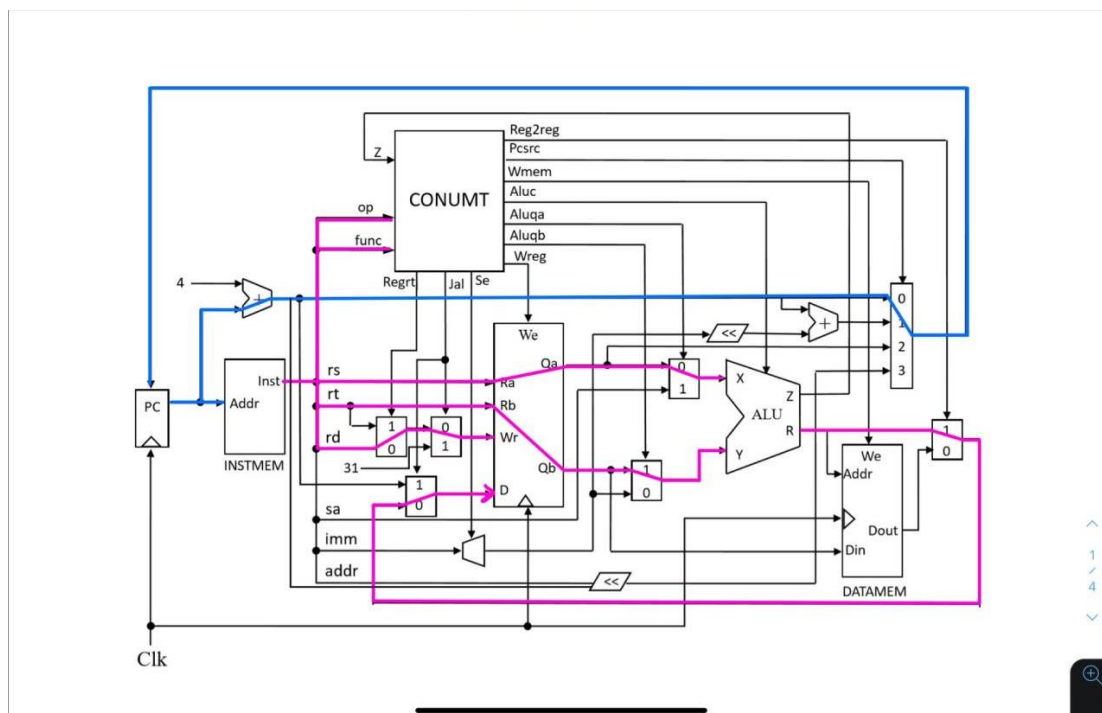 Reg2reg
Pcsrc
Z
Wmem
CONUMT
Aluc
op
Aluqa
func
Aluqb
Wreg
Regrt
Jal
Se
4
+
0
We
<<
+
1
2
Qa
0
3
Inst
rs
Ra
1
X
PC
Addr
rt
Rb
Z
1
0
Wr
ALU
R
rd
0
1
1
INSTMEM
31
Qb
1
Y
We
0
1
D
0
Addr
0
sa
Dout
imm
Din
addr
<<
DATAMEM
Clk
1
/
4